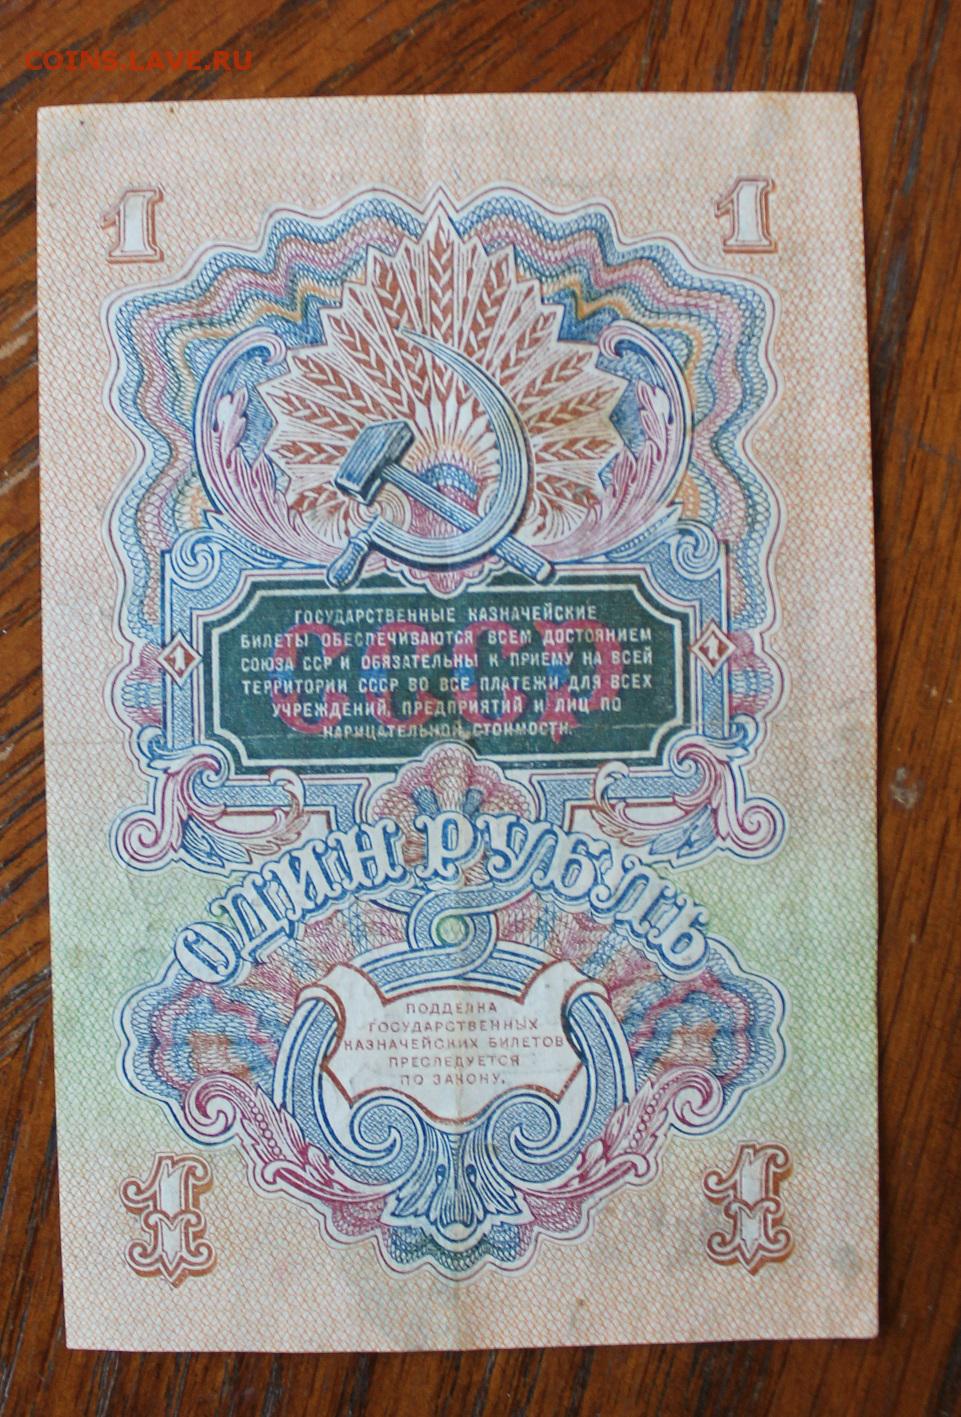 COINS.LAVE.RU
1 1
ГОСУДАРСТВЕННЫЕ КАЗНАЧЕЙСКИЕ
БИЛЕТЫ ОБЕСПЕЧИВАЮТСЯ ВСЕМ ДОСТОЯНИЕМ
СОЮЗА ССР И ОБЯЗАТЕЛЬНЫ К ПРИЕМУ НА ВСЕЙ
ТЕРРИТОРИИ СССР ВО ВСЕ ПЛАТЕЖИ ДЛЯ ВСЕХ
УЧРЕЖДЕНИЙ, ПРЕДПРИЯТИЙ И ЛИЦ ПО
НАРИЦАТЕЛЬНОЙ СТОИМОСТИ.
СССР
1 1
ОДИН РУБЛЬ
ПОДДЕЛКА
ГОСУДАРСТВЕННЫХ
КАЗНАЧЕЙСКИХ БИЛЕТОВ
ПРЕСЛЕДУЕТСЯ
ПО ЗАКОНУ.
1 1